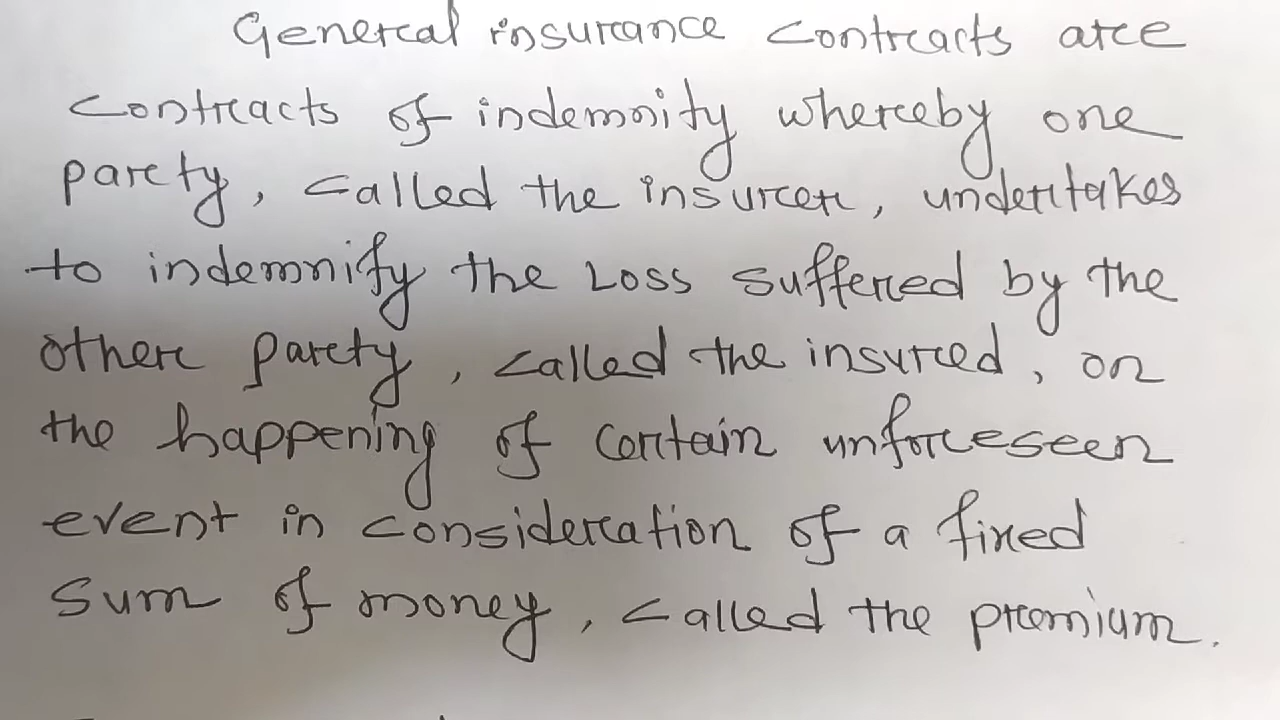 General insurance contracts are
contracts of indemnity whereby one
party, called the insurer, undertakes
to indemnify the Loss suffered by the
other party, called the insured, on
the happening of certain unforeseen
event in consideration of a fixed
Sum of money, called the premium.